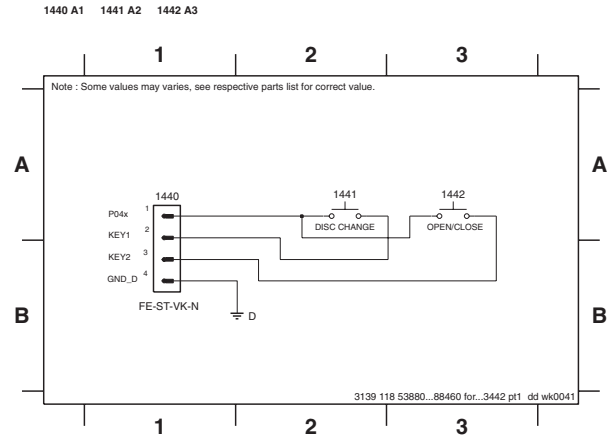 1440 A1 1441 A2 1442 A3
1 2 3
Note : Some values may varies, see respective parts list for correct value.
A A
1440 1441 1442
P04x 1
DISC CHANGE OPEN/CLOSE
KEY1 2
KEY2 3
GND_D 4
FE-ST-VK-N
D
B B
3139 118 53880...88460 for...3442 pt1 dd wk0041
1 2 3